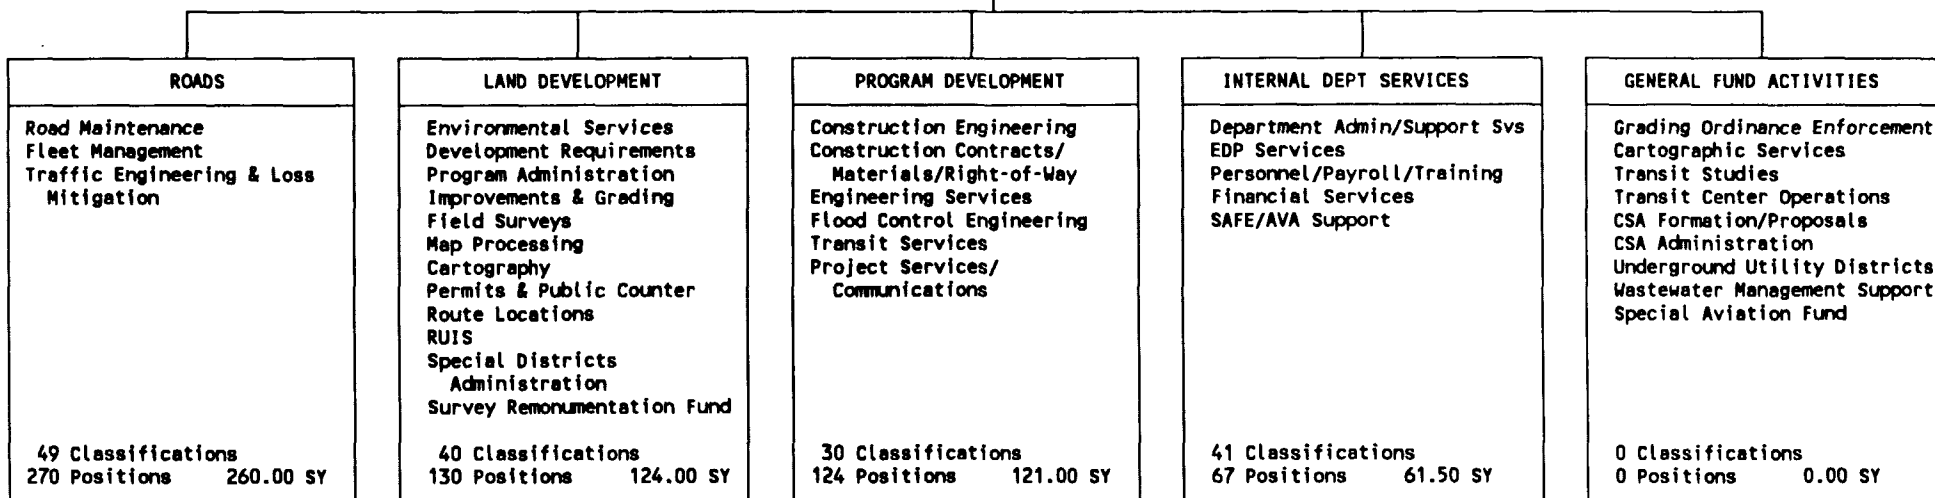 ROADS
Road Maintenance
Fleet Management
Traffic Engineering & Loss
Mitigation
49 Classifications
270 Positions 260.00 SY
LAND DEVELOPMENT
Environmental Services
Development Requirements
Program Administration
Improvements & Grading
Field Surveys
Map Processing
Cartography
Permits & Public Counter
Route Locations
RUIS
Special Districts
Administration
Survey Remonumentation Fund
40 Classifications
130 Positions 124.00 SY
PROGRAM DEVELOPMENT
Construction Engineering
Construction Contracts/
Materials/Right-of-Way
Engineering Services
Flood Control Engineering
Transit Services
Project Services/
Communications
30 Classifications
124 Positions 121.00 SY
INTERNAL DEPT SERVICES
Department Admin/Support Svs
EDP Services
Personnel/Payroll/Training
Financial Services
SAFE/AVA Support
41 Classifications
67 Positions 61.50 SY
GENERAL FUND ACTIVITIES
Grading Ordinance Enforcement
Cartographic Services
Transit Studies
Transit Center Operations
CSA Formation/Proposals
CSA Administration
Underground Utility Districts
Wastewater Management Support
Special Aviation Fund
0 Classifications
0 Positions 0.00 SY